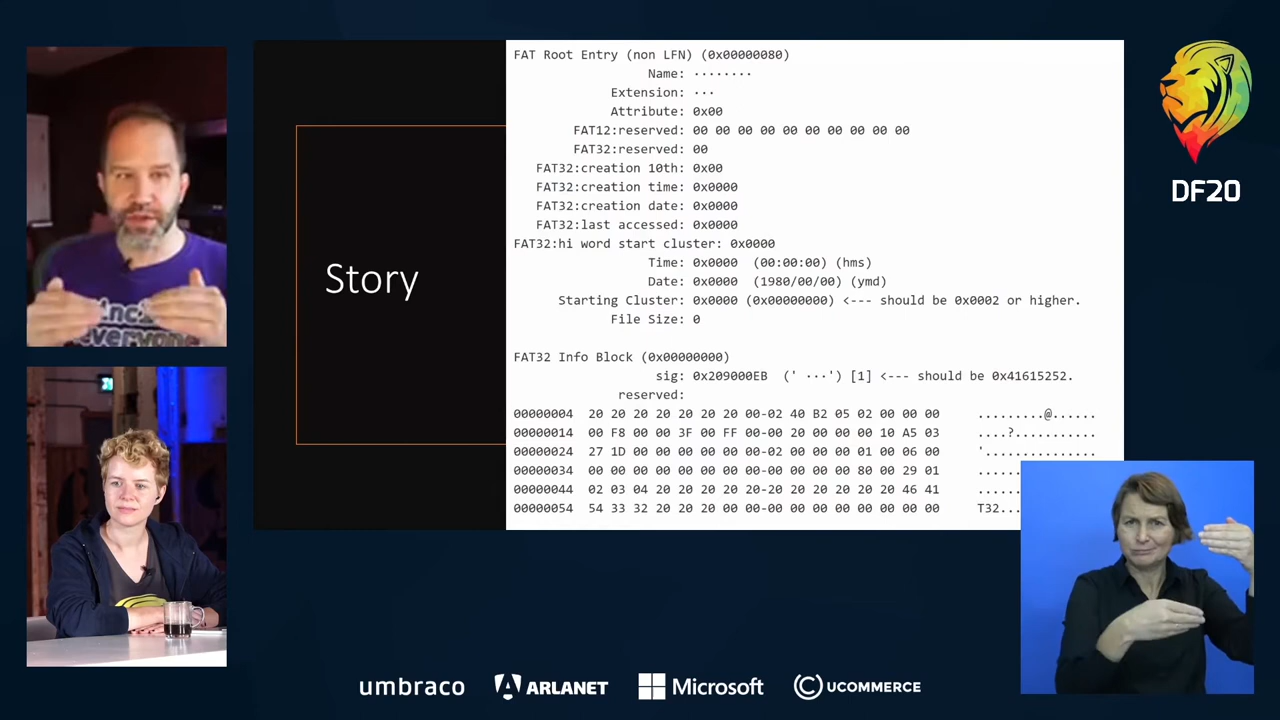 FAT Root Entry (non LFN) (0x00000080)
Name: ········
Extension: ···
Attribute: 0x00
FAT12:reserved: 00 00 00 00 00 00 00 00 00 00
FAT32:reserved: 00
FAT32:creation 10th: 0x00
FAT32:creation time: 0x0000
FAT32:creation date: 0x0000
FAT32:last accessed: 0x0000
FAT32:hi word start cluster: 0x0000
Time: 0x0000 (00:00:00) (hms)
Date: 0x0000 (1980/00/00) (ymd)
Starting Cluster: 0x0000 (0x00000000) <--- should be 0x0002 or higher.
File Size: 0
FAT32 Info Block (0x00000000)
sig: 0x209000EB (' ···') [1] <--- should be 0x41615252.
reserved:
00000004 20 20 20 20 20 20 20 00-02 40 B2 05 02 00 00 00 .........@......
00000014 00 F8 00 00 3F 00 FF 00-00 20 00 00 00 10 A5 03 ....?...........
00000024 27 1D 00 00 00 00 00 00-02 00 00 00 01 00 06 00 '...............
00000034 00 00 00 00 00 00 00 00-00 00 00 00 80 00 29 01 ......
00000044 02 03 04 20 20 20 20 20-20 20 20 20 20 20 46 41 ......
00000054 54 33 32 20 20 20 00 00-00 00 00 00 00 00 00 00 T32...
Story
everyone
DF20
umbraco
ARLANET
Microsoft
UCOMMERCE